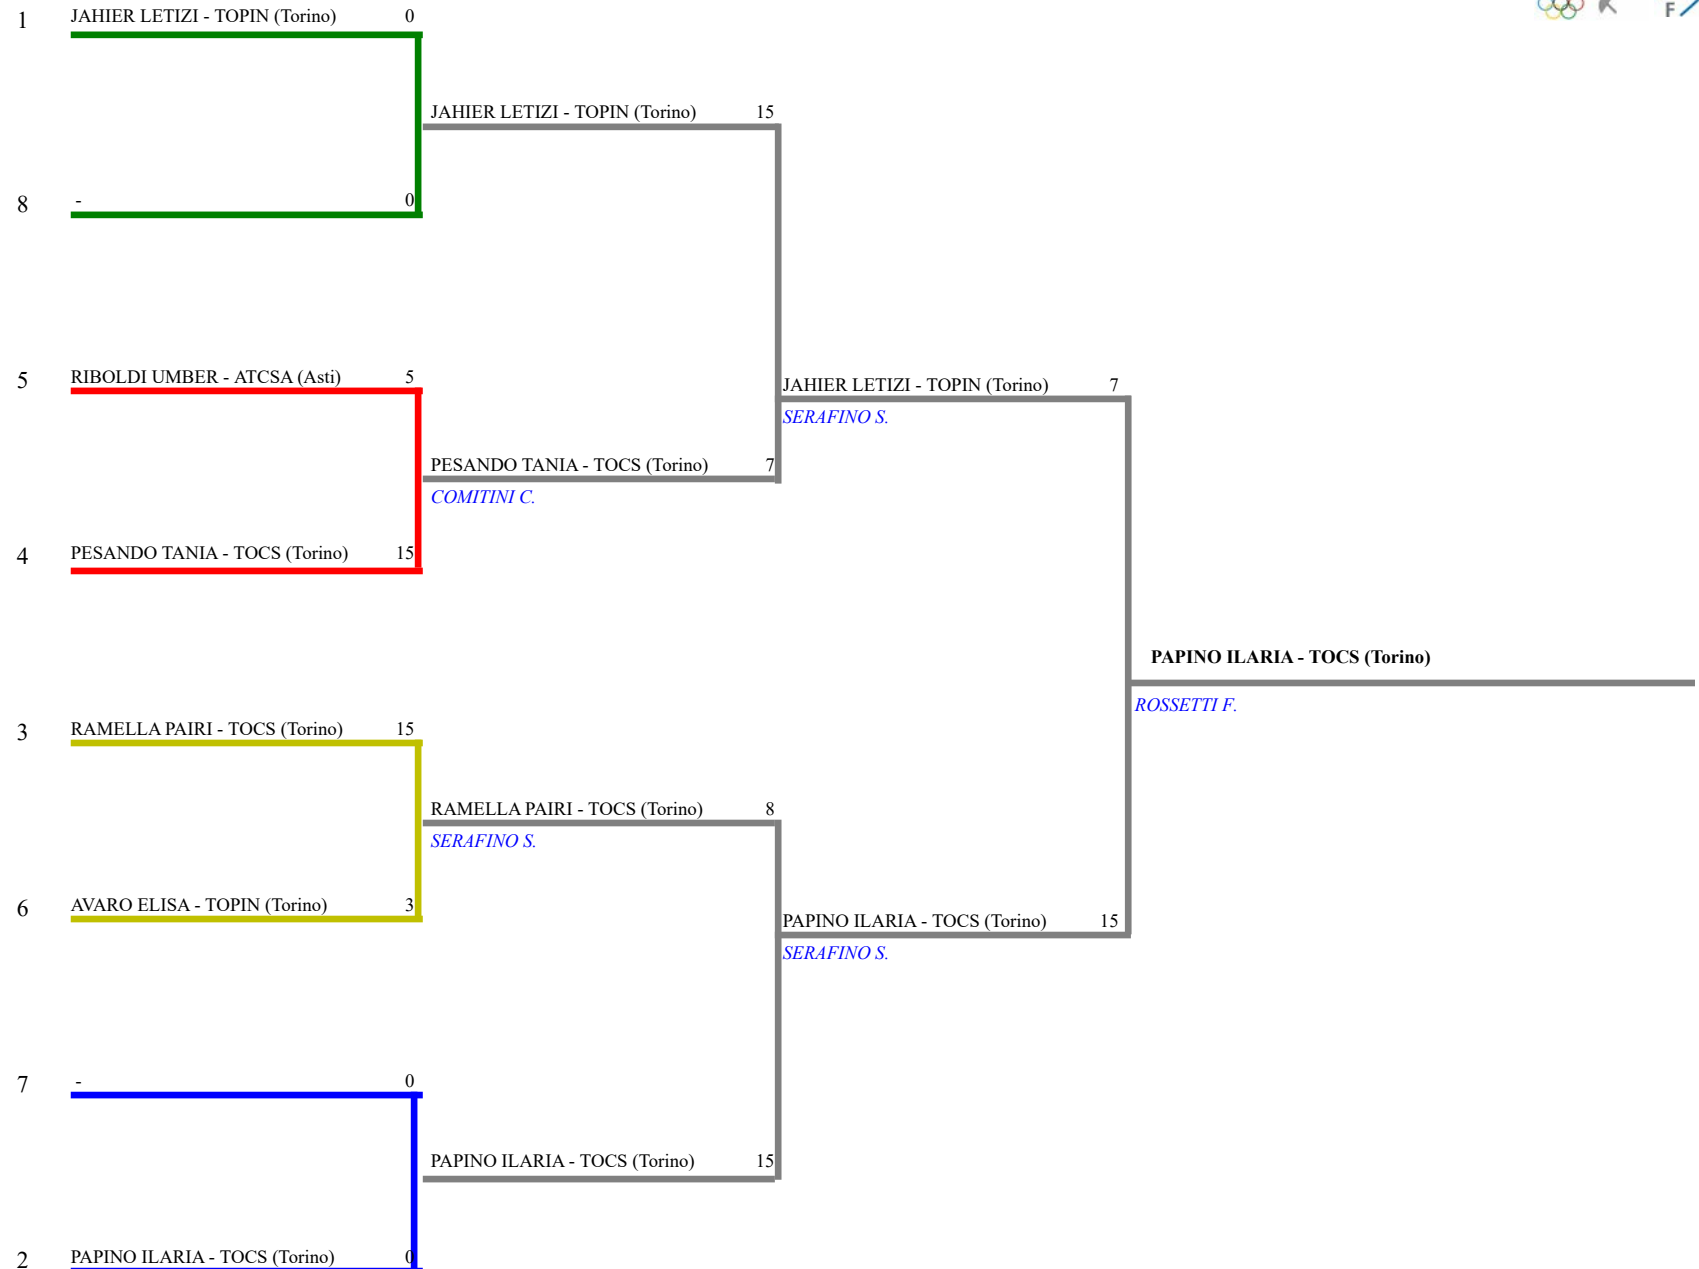 1 JAHIER LETIZI - TOPIN (Torino) 0
F
JAHIER LETIZI - TOPIN (Torino) 15
8 - 0
5 RIBOLDI UMBER - ATCSA (Asti) 5
JAHIER LETIZI - TOPIN (Torino) 7
SERAFINO S.
PESANDO TANIA - TOCS (Torino) 7
COMITINI C.
4 PESANDO TANIA - TOCS (Torino) 15
PAPINO ILARIA - TOCS (Torino)
ROSSETTI F.
3 RAMELLA PAIRI - TOCS (Torino) 15
RAMELLA PAIRI - TOCS (Torino) 8
SERAFINO S.
6 AVARO ELISA - TOPIN (Torino) 3
PAPINO ILARIA - TOCS (Torino) 15
SERAFINO S.
7 - 0
PAPINO ILARIA - TOCS (Torino) 15
2 PAPINO ILARIA - TOCS (Torino) 0